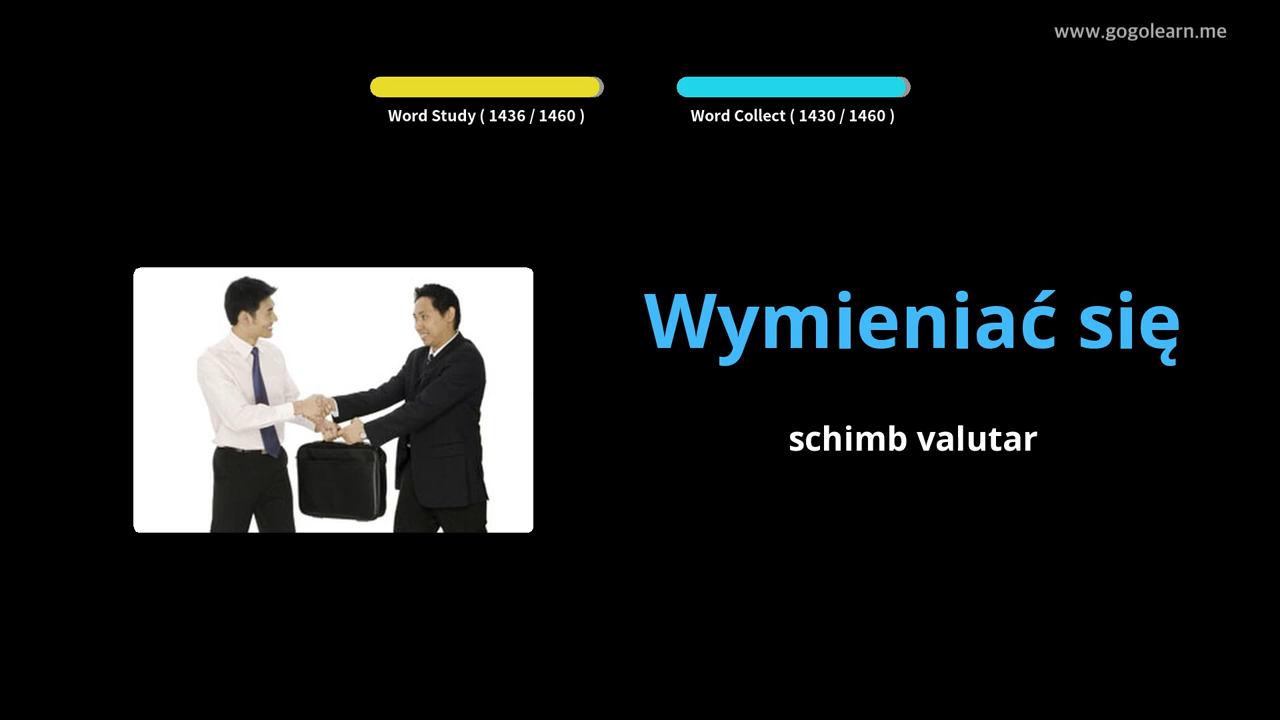 www.gogolearn.me
Word Study ( 1436 / 1460 )
Word Collect ( 1430 / 1460 )
Wymieniać się
schimb valutar